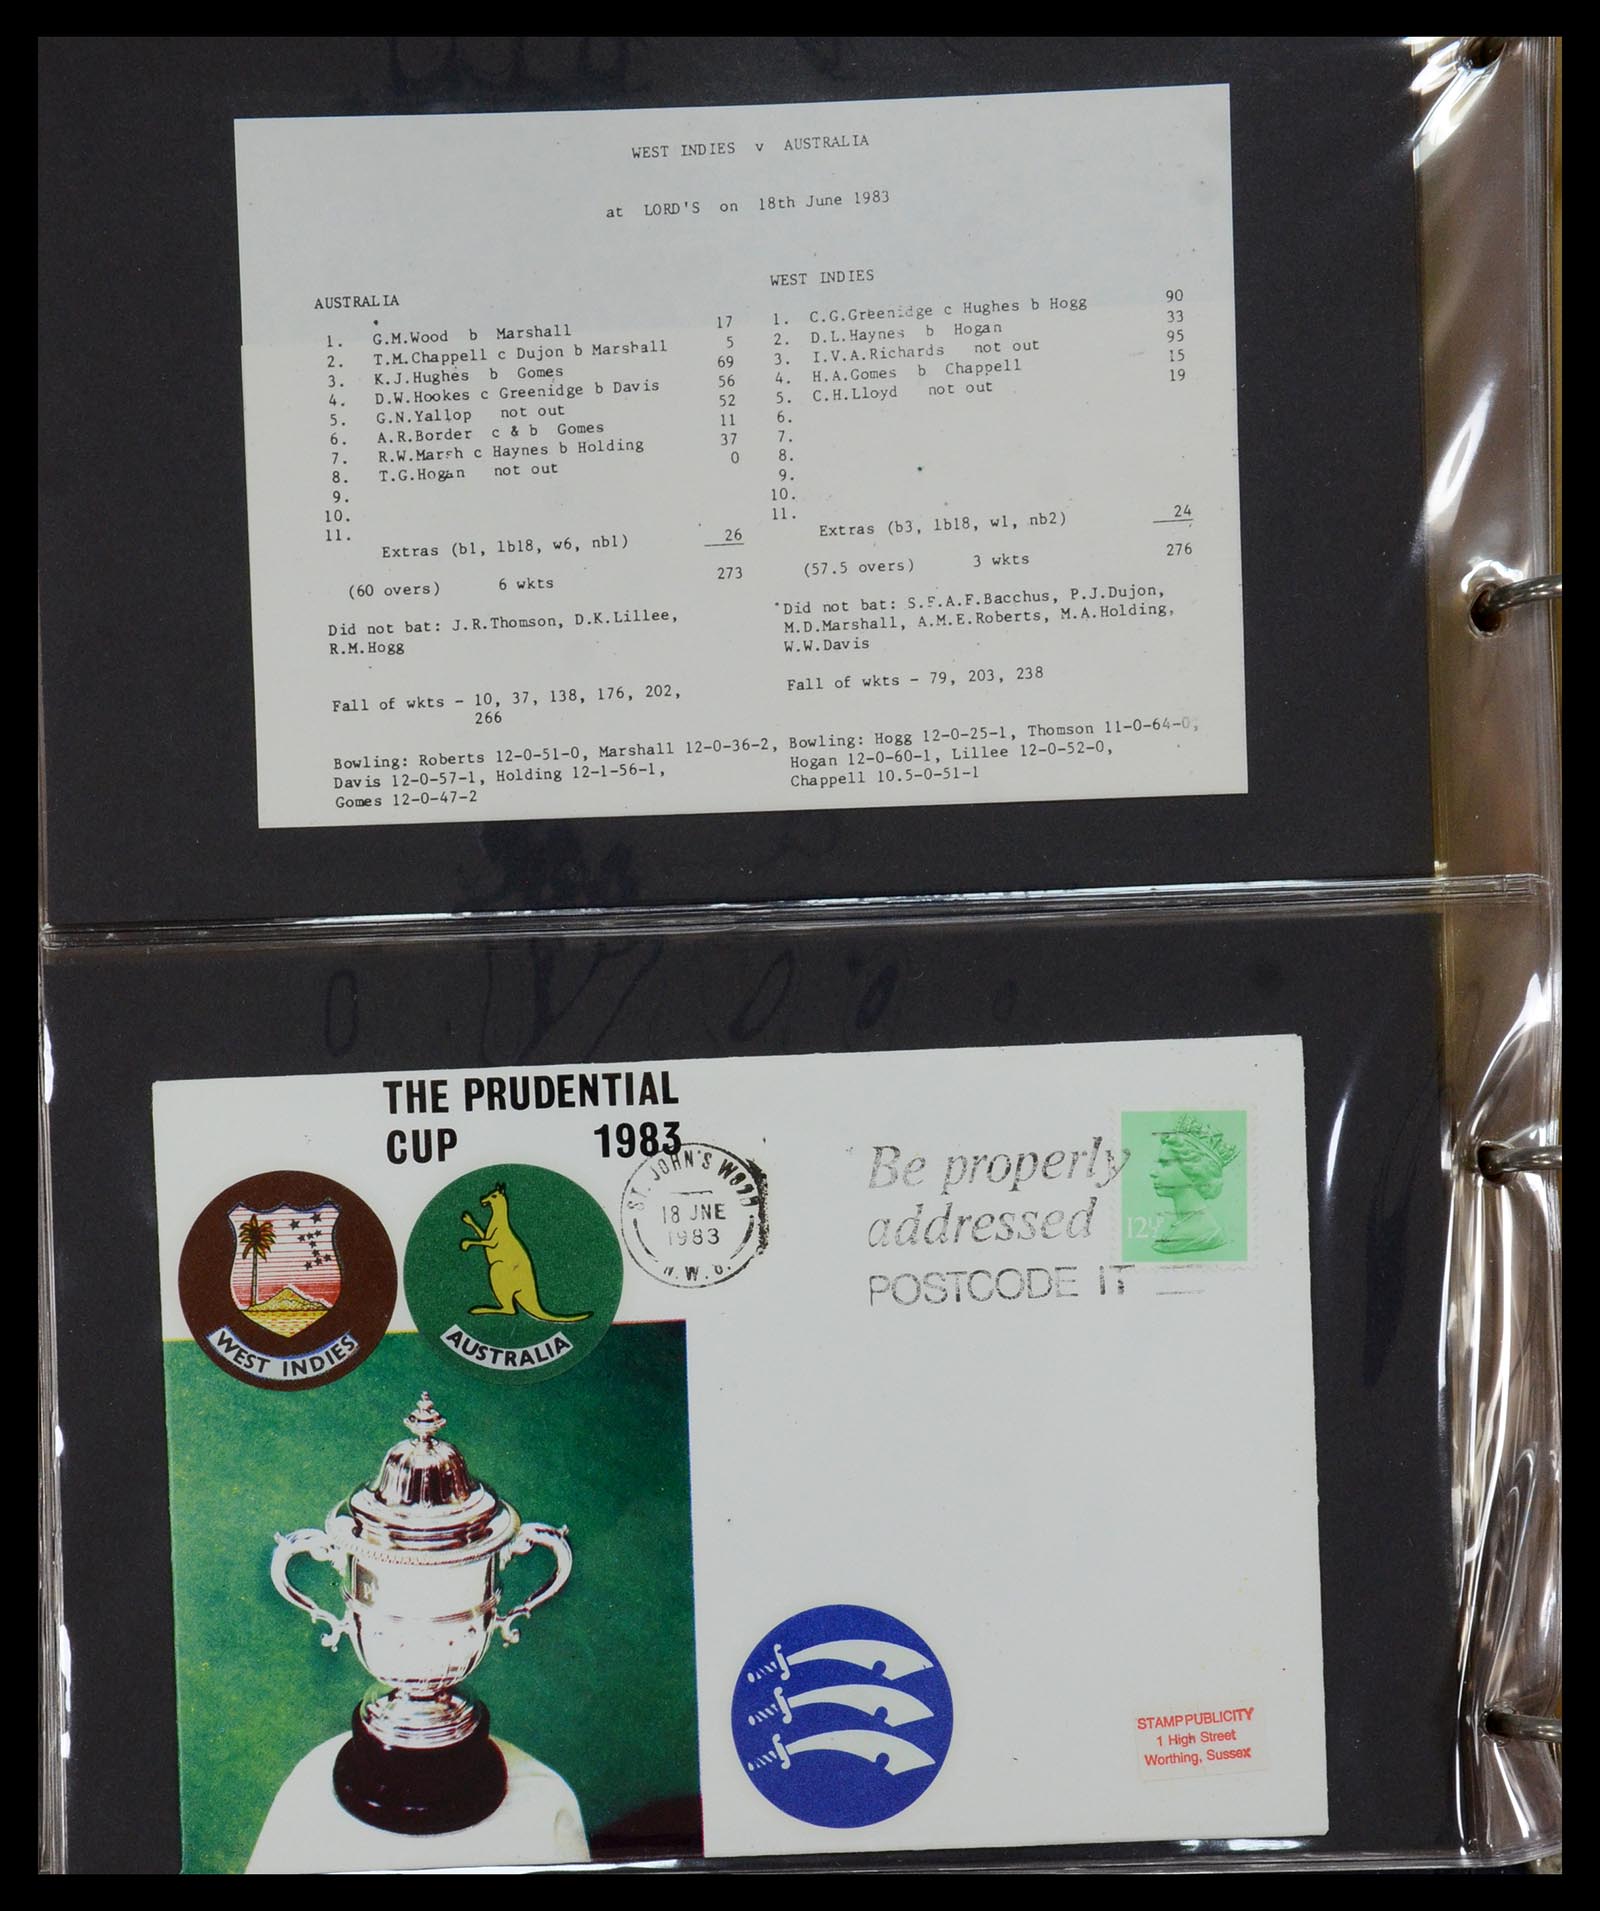 WEST INDIES v AUSTRALIA
at LORD'S on 18th June 1983
AUSTRALIA
1. G.M.Wood b Marshall 17
2. T.M.Chappell c Dujon b Marshall 5
3. K.J.Hughes b Gomes 69
4. D.W.Hookes c Greenidge b Davis 56
5. G.N.Yallop not out 52
6. A.R.Border c & b Gomes 11
7. R.W.Marsh c Haynes b Holding 37
8. T.G.Hogan not out 0
9.
10.
11.
Extras (b1, lb18, w6, nb1) 26
(60 overs) 6 wkts 273
Did not bat: J.R.Thomson, D.K.Lillee,
R.M.Hogg
Fall of wkts - 10, 37, 138, 176, 202,
266
Bowling: Roberts 12-0-51-0, Marshall 12-0-36-2,
Davis 12-0-57-1, Holding 12-1-56-1,
Gomes 12-0-47-2
WEST INDIES
1. C.G.Greenidge c Hughes b Hogg 90
2. D.L.Haynes b Hogan 33
3. I.V.A.Richards not out 95
4. H.A.Gomes b Chappell 15
5. C.H.Lloyd not out 19
6.
7.
8.
9.
10.
11.
Extras (b3, lb18, w1, nb2) 24
(57.5 overs) 3 wkts 276
Did not bat: S.F.A.F.Bacchus, P.J.Dujon,
M.D.Marshall, A.M.E.Roberts, M.A.Holding,
W.W.Davis
Fall of wkts - 79, 203, 238
Bowling: Hogg 12-0-25-1, Thomson 11-0-64-0,
Hogan 12-0-60-1, Lillee 12-0-52-0,
Chappell 10.5-0-51-1
THE PRUDENTIAL
CUP 1983
WEST INDIES
AUSTRALIA
ST. JOHN'S WOOD
18 JNE
1983
N.W.8.
Be properly
addressed
POSTCODE IT
12½
STAMP PUBLICITY
1 High Street
Worthing, Sussex